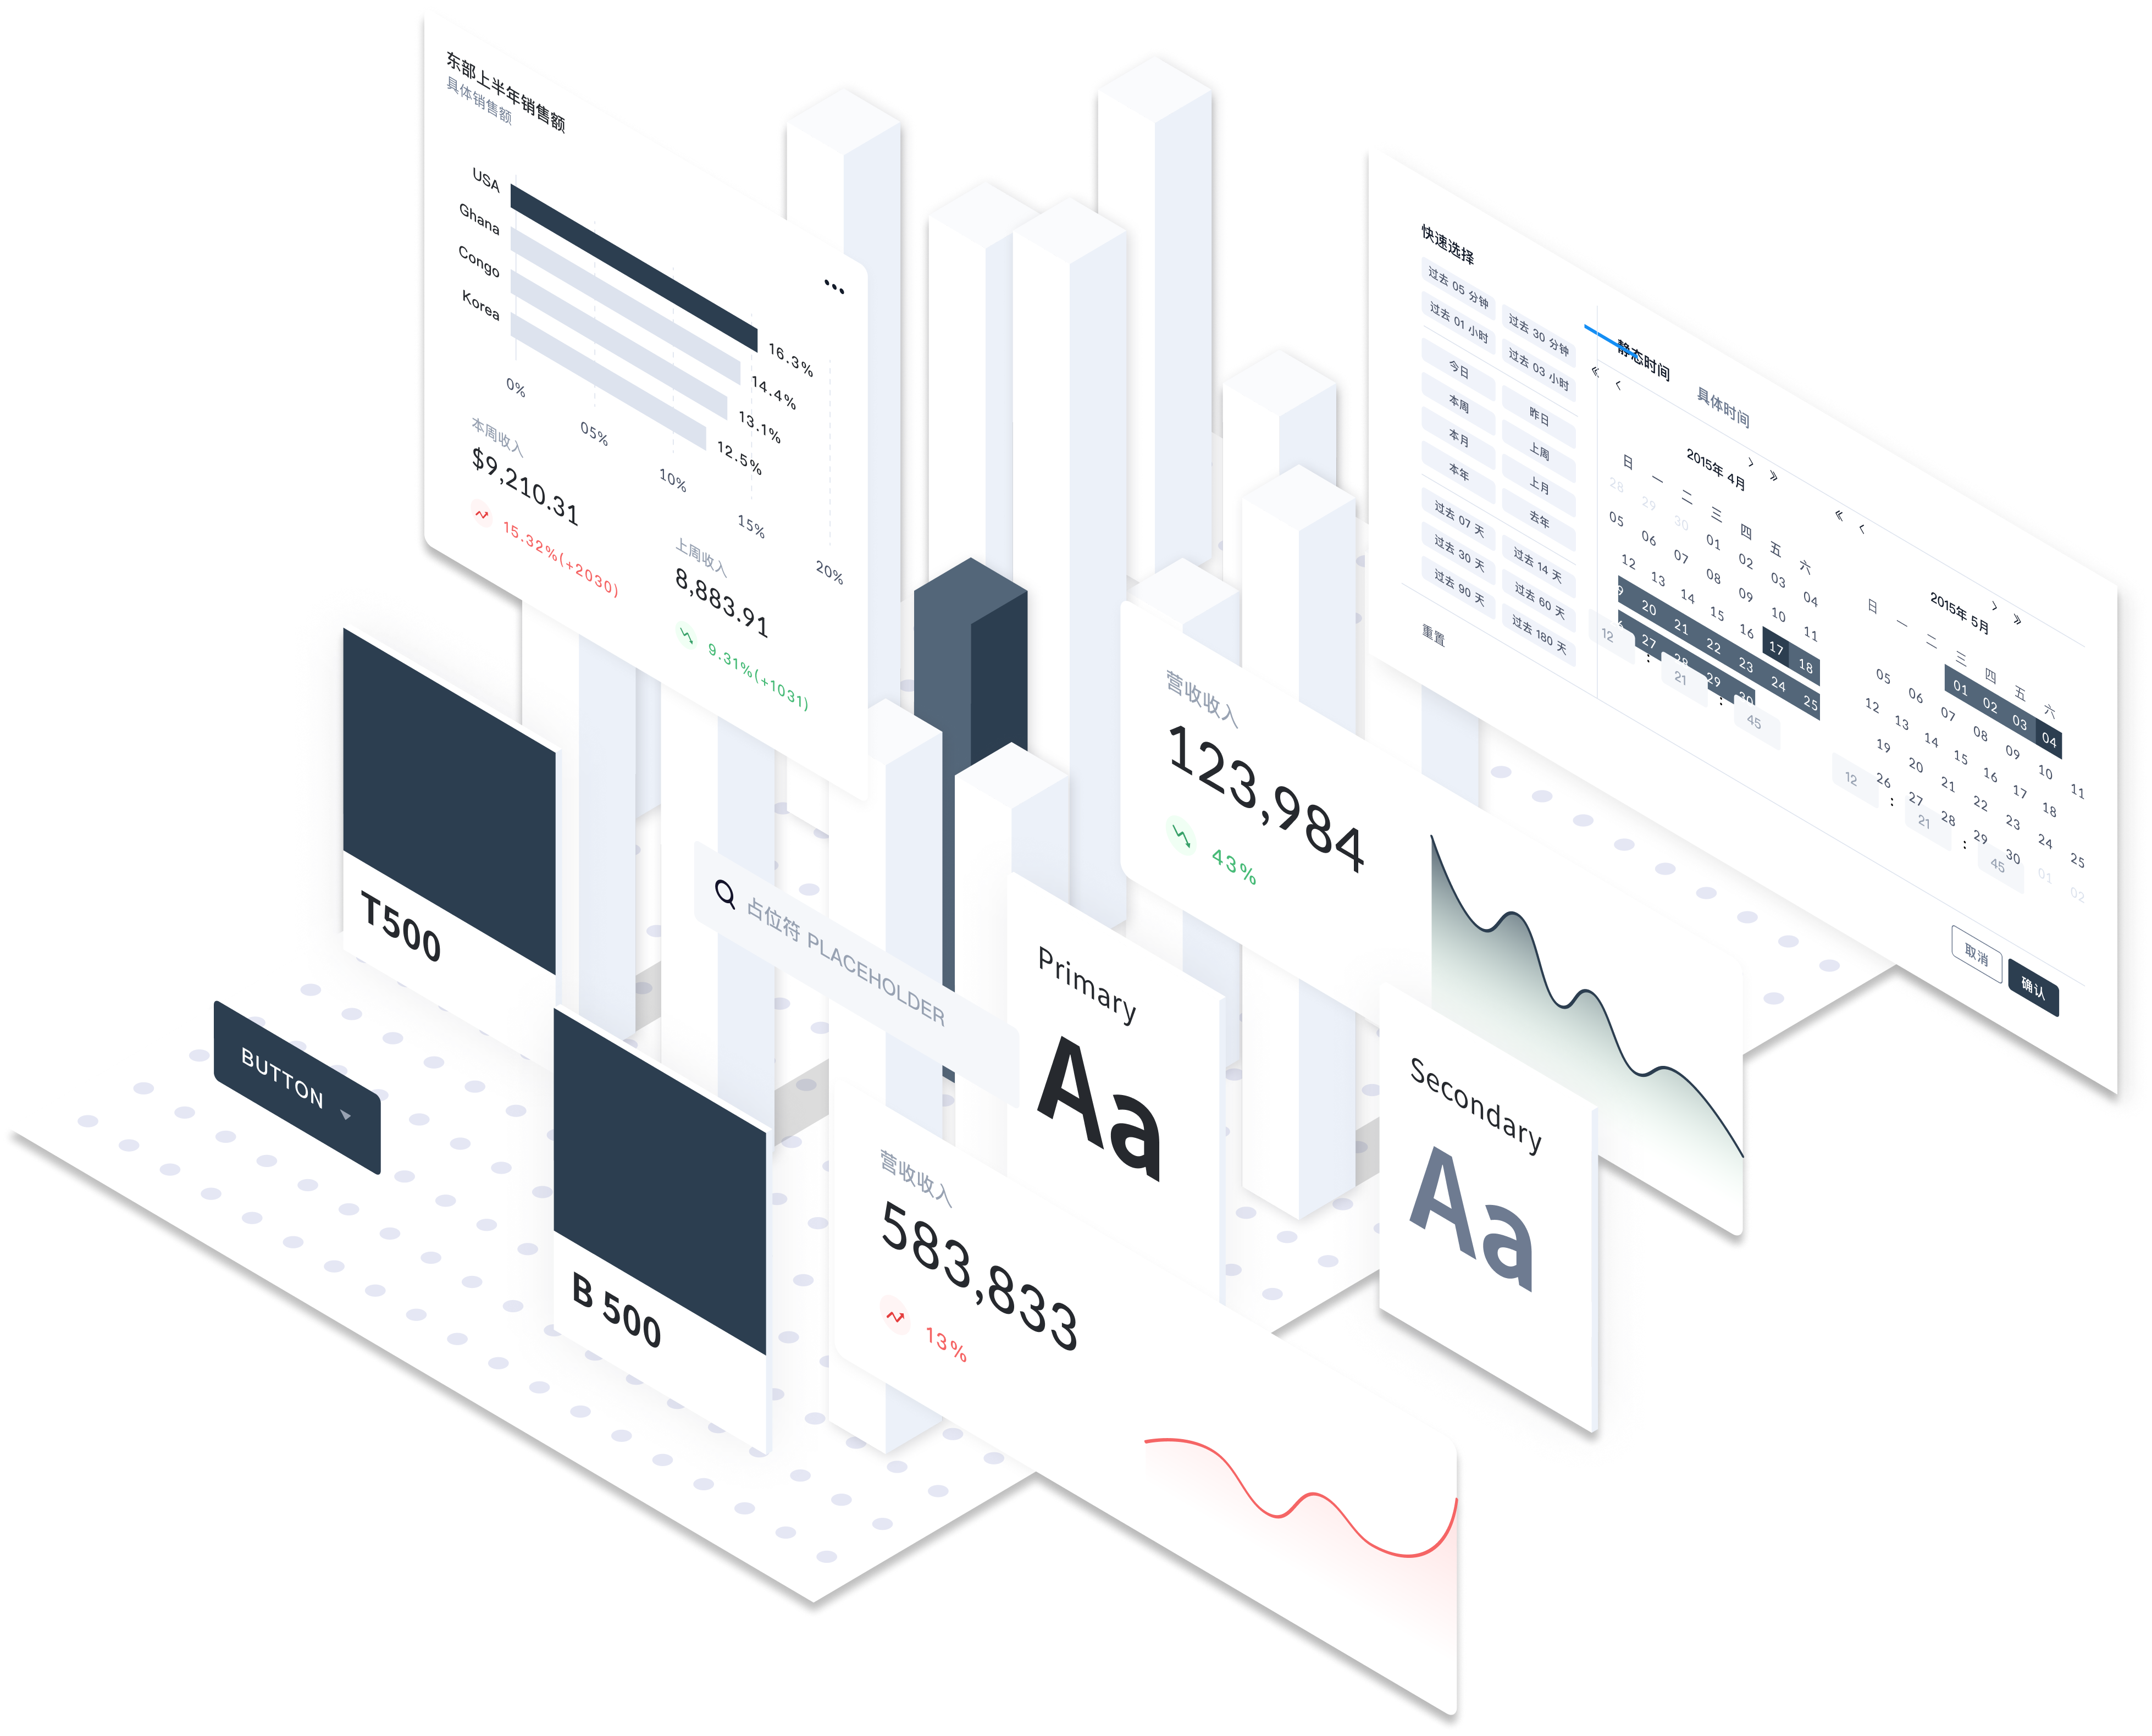 东部上半年销售额
具体销售额
USA
Ghana
Congo
Korea
16.3%
14.4%
13.1%
12.5%
0%
05%
10%
15%
20%
本周收入
$9,210.31
15.32%(+2030)
上周收入
8,883.91
9.31%(+1031)
快速选择
过去 05 分钟
过去 30 分钟
过去 01 小时
过去 03 小时
今日
昨日
本周
上周
本月
上月
本年
去年
过去 07 天
过去 14 天
过去 30 天
过去 60 天
过去 90 天
过去 180 天
重置
静态时间
具体时间
2015年 4月
日 一 二 三 四 五 六
28 29 30 01 02 03 04
05 06 07 08 09 10 11
12 13 14 15 16 17 18
20 21 22 23 24 25
27 28 29 30
12 : 21 : 45
2015年 5月
日 一 二 三 四 五 六
01 02 03 04
05 06 07 08 09 10 11
12 13 14 15 16 17 18
19 20 21 22 23 24 25
26 27 28 29 30 01 02
12 : 21 : 45
取消
确认
营收收入
123,984
43%
T500
占位符 PLACEHOLDER
BUTTON
B 500
Primary
Aa
Secondary
Aa
营收收入
583,833
13%